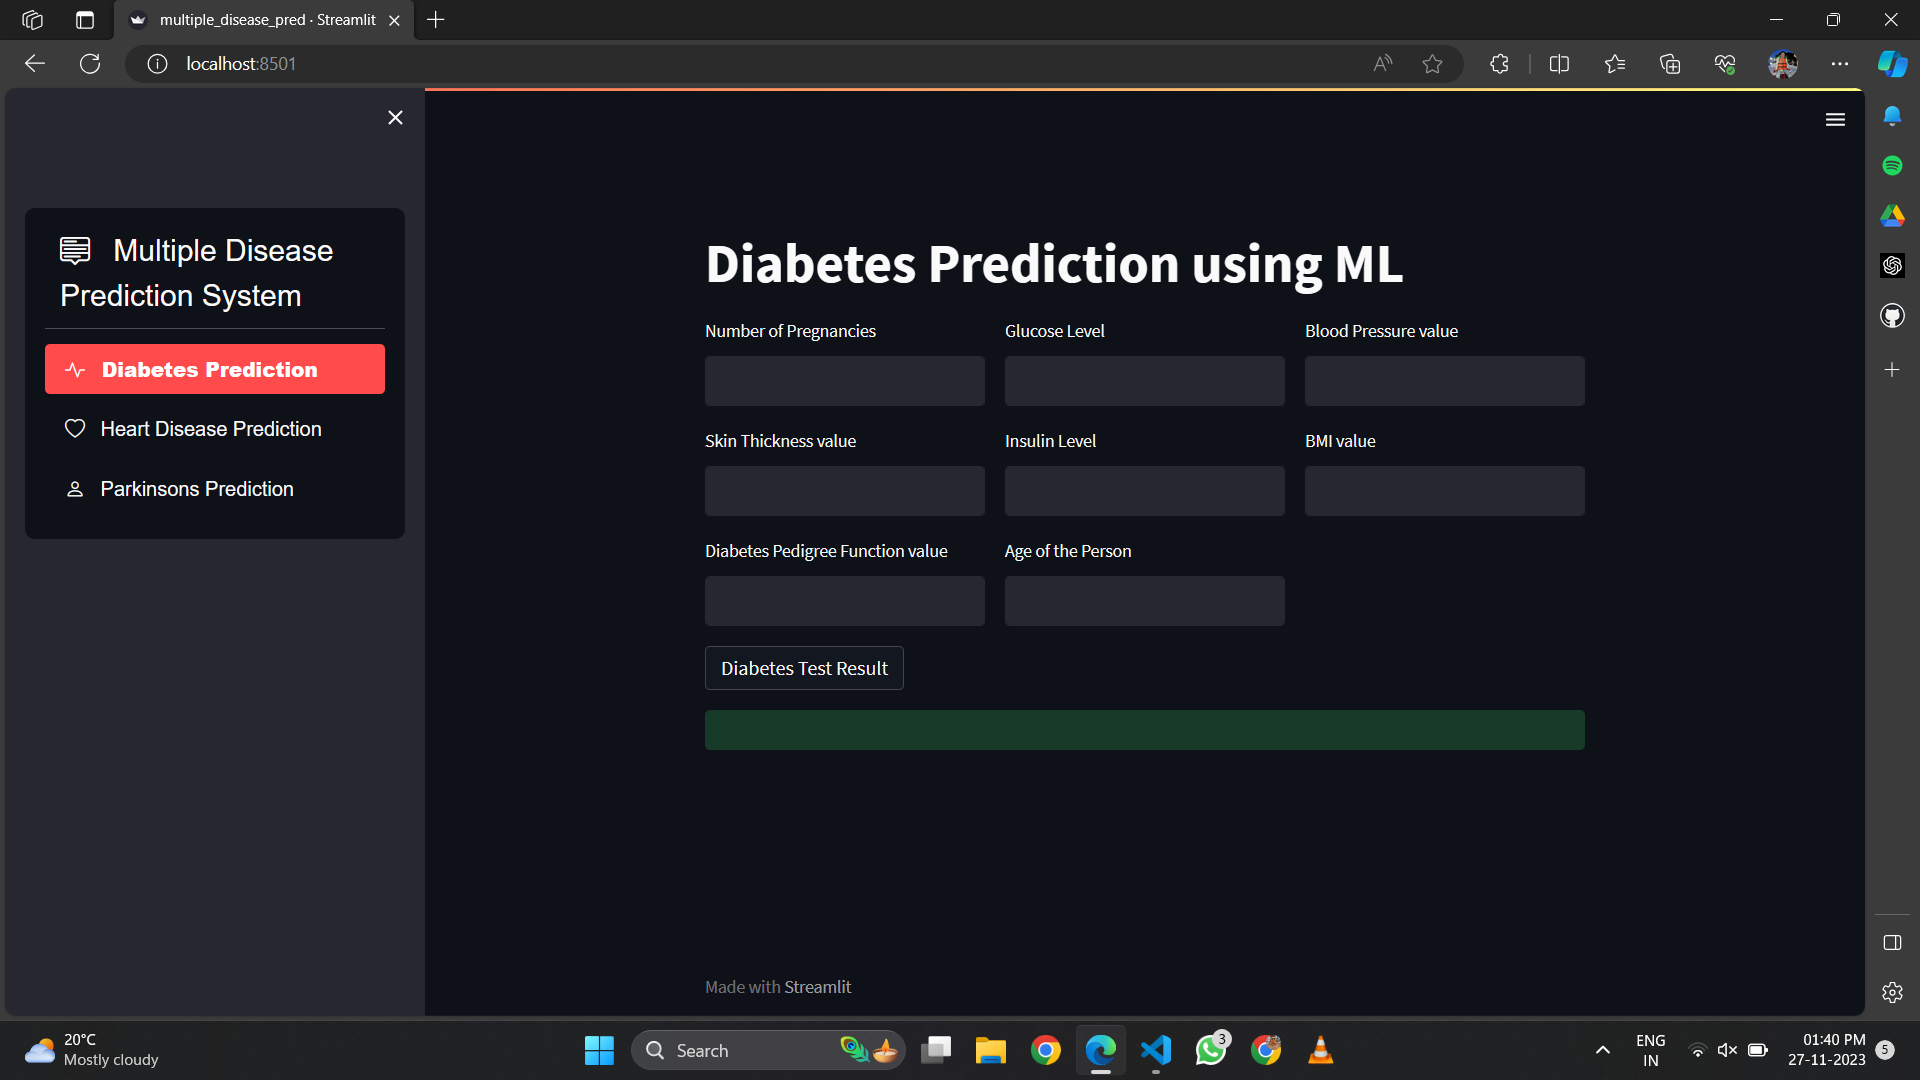 multiple_disease_pred · Streamlit
localhost:8501
Multiple Disease
Prediction System
Diabetes Prediction
Heart Disease Prediction
Parkinsons Prediction
Diabetes Prediction using ML
Number of Pregnancies
Glucose Level
Blood Pressure value
Skin Thickness value
Insulin Level
BMI value
Diabetes Pedigree Function value
Age of the Person
Diabetes Test Result
Made with Streamlit
20°C
Mostly cloudy
Search
3
ENG
IN
01:40 PM
27-11-2023
5